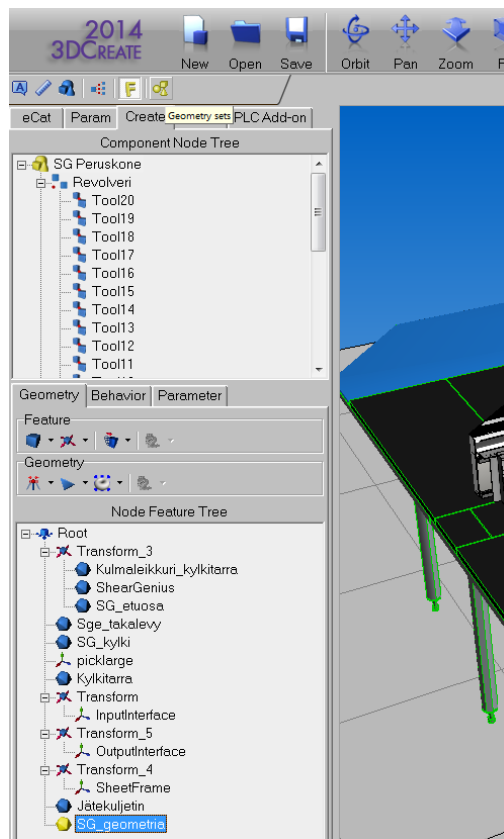 2014
3DCREATE
New Open Save Orbit Pan Zoom
A F
eCat Param Create Geometry sets PLC Add-on
Component Node Tree
SG Peruskone
Revolveri
Tool20
Tool19
Tool18
Tool17
Tool16
Tool15
Tool14
Tool13
Tool12
Tool11
Geometry Behavior Parameter
Feature
Geometry
Node Feature Tree
Root
Transform_3
Kulmaleikkuri_kylkitarra
ShearGenius
SG_etuosa
Sge_takalevy
SG_kylki
picklarge
Kylkitarra
Transform
InputInterface
Transform_5
OutputInterface
Transform_4
SheetFrame
Jätekuljetin
SG_geometria